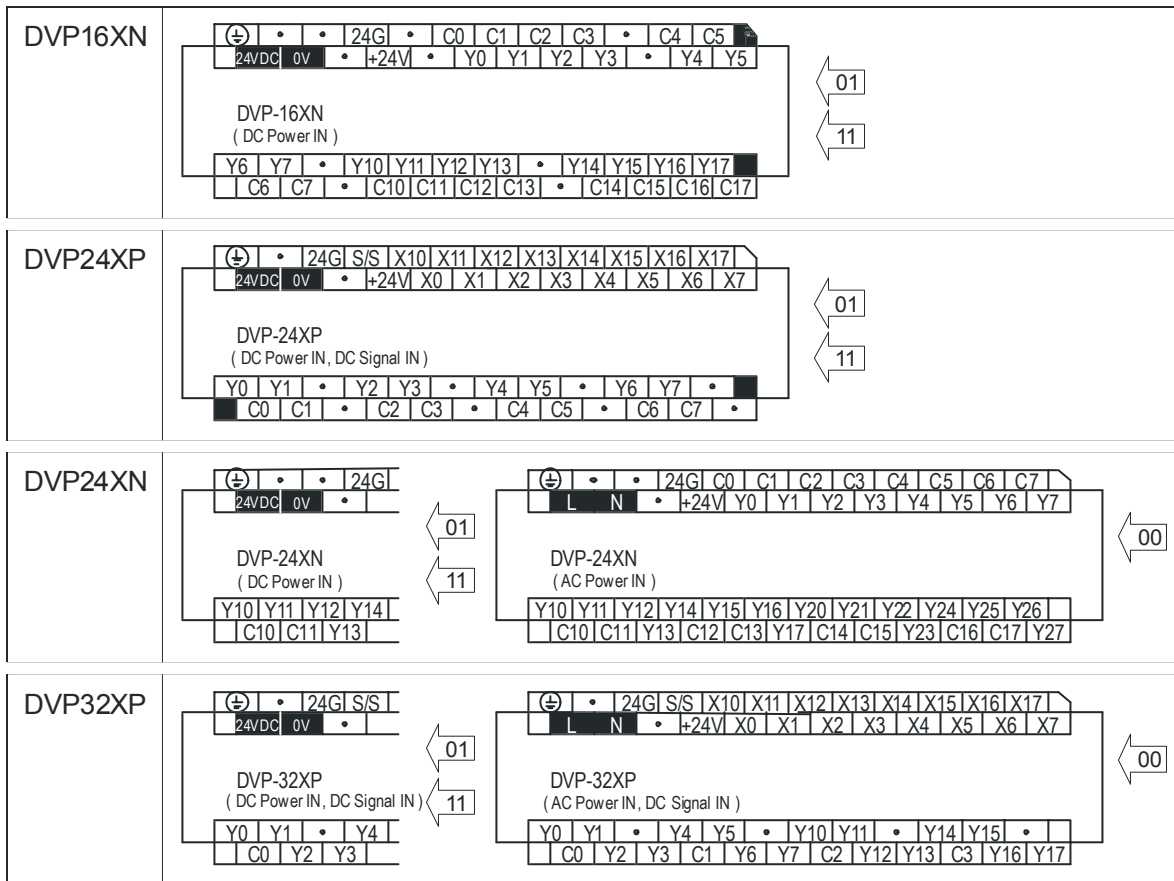 DVP16XN
24G C0 C1 C2 C3 C4 C5
24VDC 0V +24V Y0 Y1 Y2 Y3 Y4 Y5
01
DVP-16XN
( DC Power IN )
11
Y6 Y7 Y10 Y11 Y12 Y13 Y14 Y15 Y16 Y17
C6 C7 C10 C11 C12 C13 C14 C15 C16 C17
DVP24XP
24G S/S X10 X11 X12 X13 X14 X15 X16 X17
24VDC 0V +24V X0 X1 X2 X3 X4 X5 X6 X7
01
DVP-24XP
( DC Power IN, DC Signal IN )
11
Y0 Y1 Y2 Y3 Y4 Y5 Y6 Y7
C0 C1 C2 C3 C4 C5 C6 C7
DVP24XN
24G
24VDC 0V
01
DVP-24XN
( DC Power IN )
11
Y10 Y11 Y12 Y14
C10 C11 Y13
24G C0 C1 C2 C3 C4 C5 C6 C7
L N +24V Y0 Y1 Y2 Y3 Y4 Y5 Y6 Y7
00
DVP-24XN
( AC Power IN )
Y10 Y11 Y12 Y14 Y15 Y16 Y20 Y21 Y22 Y24 Y25 Y26
C10 C11 Y13 C12 C13 Y17 C14 C15 Y23 C16 C17 Y27
DVP32XP
24G S/S
24VDC 0V
01
DVP-32XP
( DC Power IN, DC Signal IN )
11
Y0 Y1 Y4
C0 Y2 Y3
24G S/S X10 X11 X12 X13 X14 X15 X16 X17
L N +24V X0 X1 X2 X3 X4 X5 X6 X7
00
DVP-32XP
( AC Power IN, DC Signal IN )
Y0 Y1 Y4 Y5 Y10 Y11 Y14 Y15
C0 Y2 Y3 C1 Y6 Y7 C2 Y12 Y13 C3 Y16 Y17